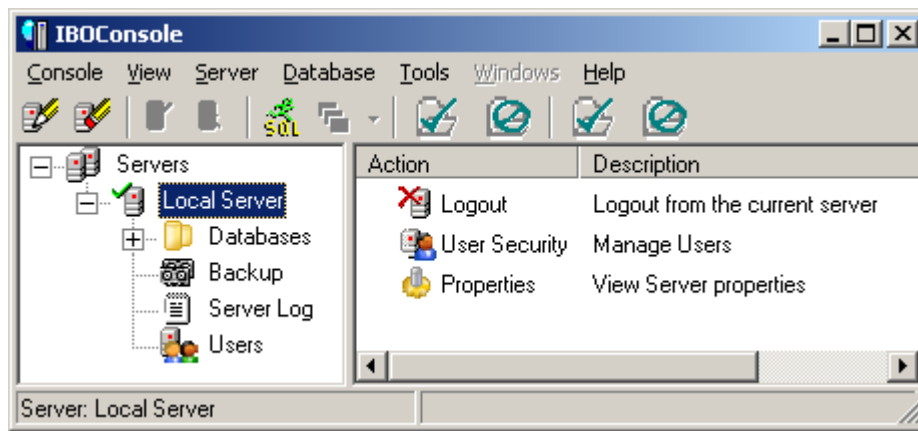 IBOConsole
Console View Server Database Tools Windows Help
SQL
Servers
Local Server
Databases
Backup
Server Log
Users
Action Description
Logout Logout from the current server
User Security Manage Users
Properties View Server properties
Server: Local Server